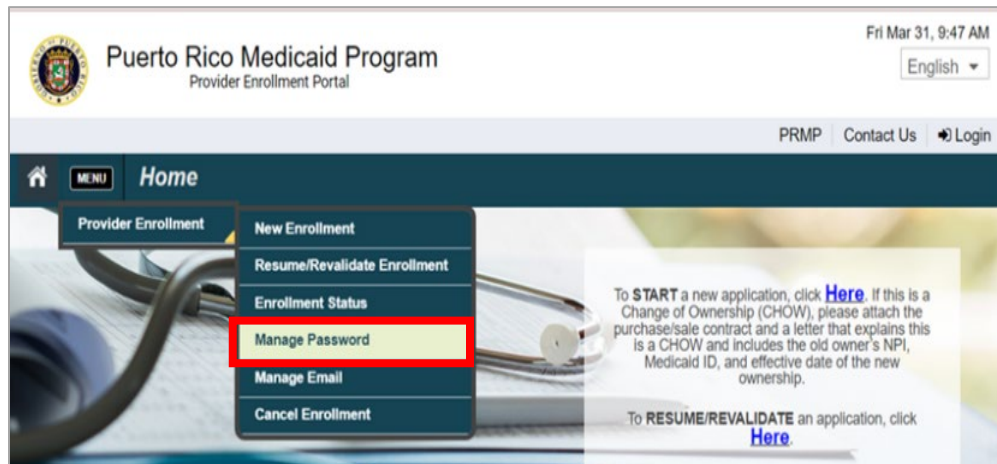 Fri Mar 31, 9:47 AM
Puerto Rico Medicaid Program
Provider Enrollment Portal
English
PRMP
Contact Us
Login
MENU
Home
Provider Enrollment
New Enrollment
Resume/Revalidate Enrollment
Enrollment Status
Manage Password
Manage Email
Cancel Enrollment
To START a new application, click Here. If this is a
Change of Ownership (CHOW), please attach the
purchase/sale contract and a letter that explains this
is a CHOW and includes the old owner's NPI,
Medicaid ID, and effective date of the new
ownership.
To RESUME/REVALIDATE an application, click
Here.